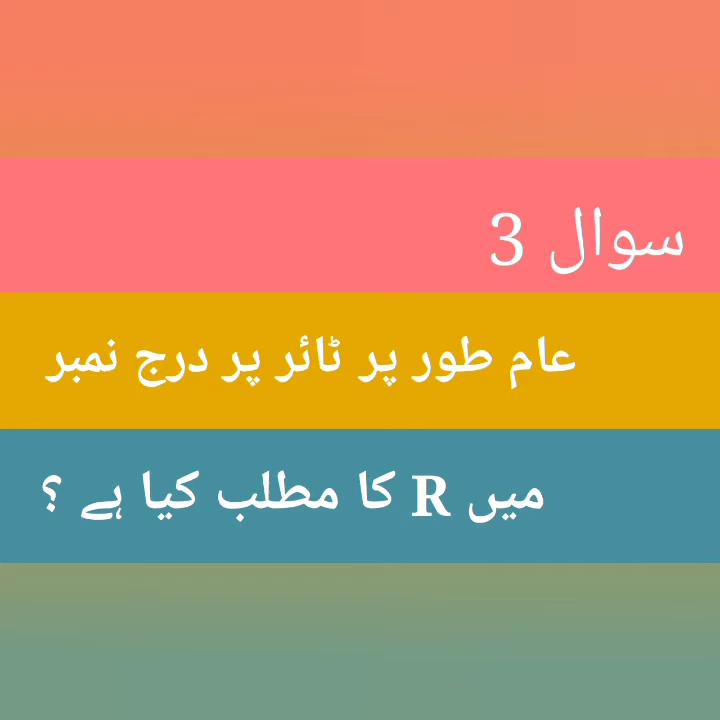 سوال 3
عام طور پر ٹائر پر درج نمبر
میں R کا مطلب کیا ہے ؟